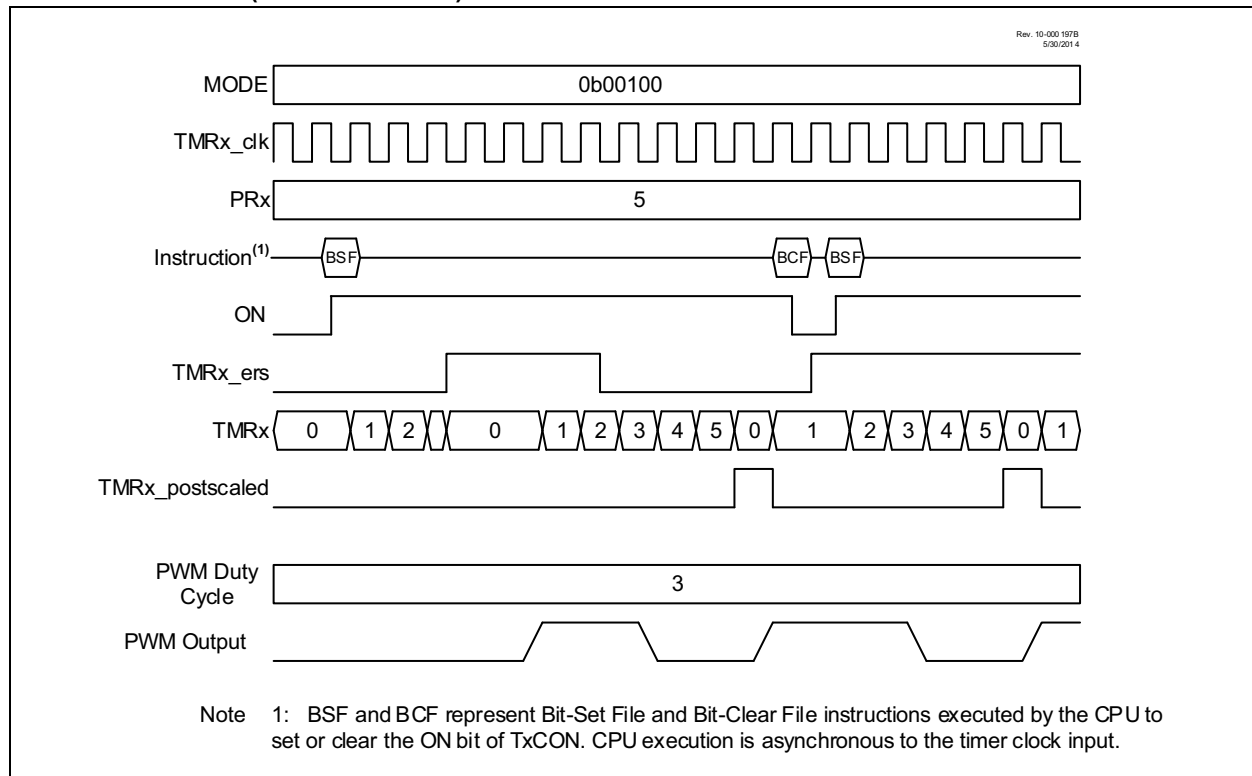 Rev. 10-000 197B
5/30/2014
MODE 0b00100
TMRx_clk
PRx 5
Instruction(1) BSF BCF BSF
ON
TMRx_ers
TMRx 0 1 2 0 1 2 3 4 5 0 1 2 3 4 5 0 1
TMRx_postscaled
PWM Duty
Cycle 3
PWM Output
Note 1: BSF and BCF represent Bit-Set File and Bit-Clear File instructions executed by the CPU to
set or clear the ON bit of TxCON. CPU execution is asynchronous to the timer clock input.